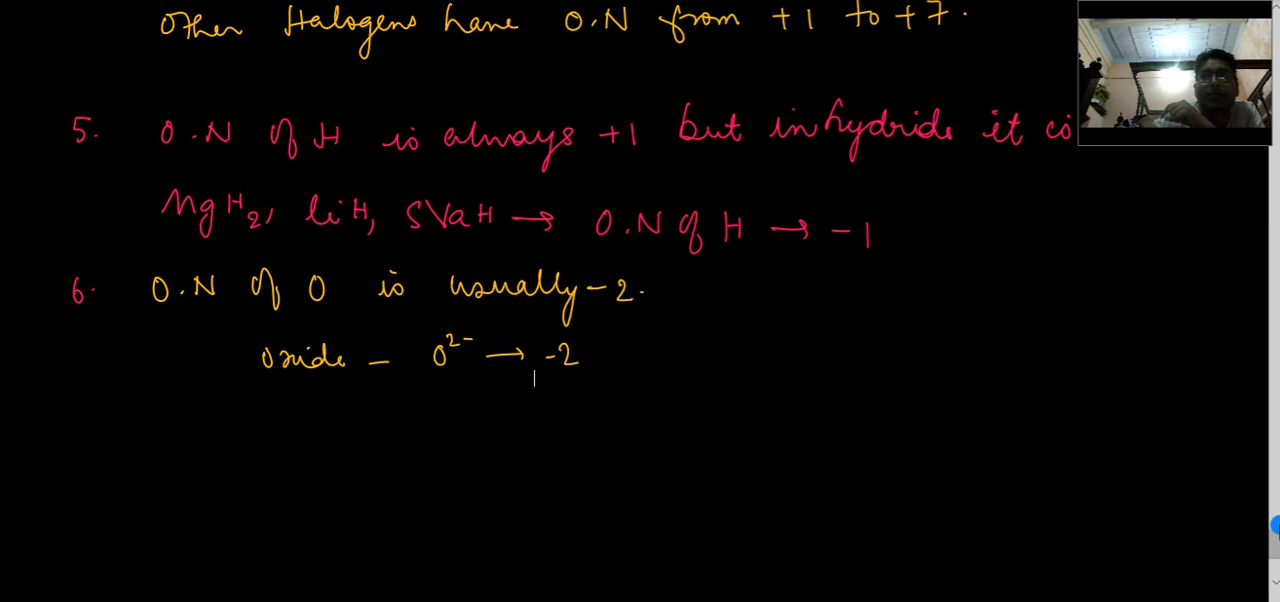 Other Halogens have O.N from +1 to +7.
5. O.N of H is always +1 but in hydride it
MgH2, LiH, NaH → O.N of H → -1
6. O.N of O is usually -2.
oxide - O²⁻ → -2